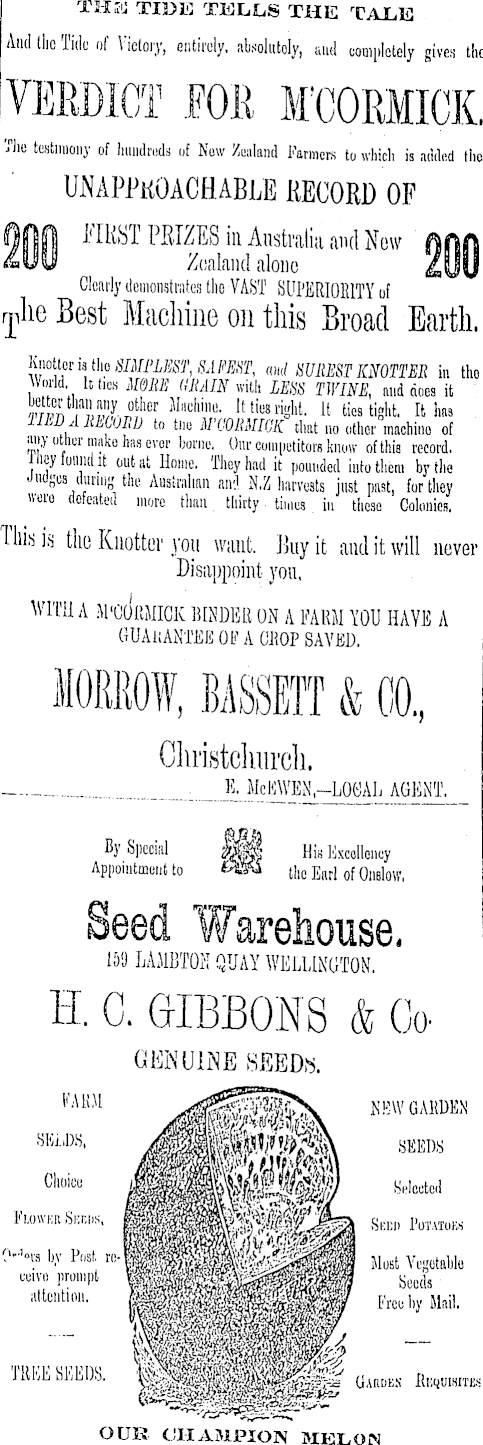 THE TIDE TELLS THE TALE
And the Tide of Victory, entirely, absolutely, and completely gives the
VERDICT FOR M'CORMICK.
The testimony of hundreds of New Zealand Farmers to which is added the
UNAPPROACHABLE RECORD OF
200 FIRST PRIZES in Australia and New 200
Zealand alone
Clearly demonstrates the VAST SUPERIORITY of
The Best Machine on this Broad Earth.
Knotter is the SIMPLEST, SAFEST, and SUREST KNOTTER in the
World. It ties MORE GRAIN with LESS TWINE, and does it
better than any other Machine. It ties right. It ties tight. It has
TIED A RECORD to the M'CORMICK that no other machine of
any other make has ever borne. Our competitors know of this record.
They found it out at Home. They had it pounded into them by the
Judges during the Australian and N.Z harvests just past, for they
were defeated more than thirty times in these Colonies.
This is the Knotter you want. Buy it and it will never
Disappoint you.
WITH A M'CORMICK BINDER ON A FARM YOU HAVE A
GUARANTEE OF A CROP SAVED.
MORROW, BASSETT & CO.,
Christchurch.
E. McEWEN,—LOCAL AGENT.
By Special
Appointment to
His Excellency
the Earl of Onslow.
Seed Warehouse.
159 LAMBTON QUAY WELLINGTON.
H. C. GIBBONS & Co.
GENUINE SEEDS.
FARM
SEEDS,
Choice
FLOWER SEEDS,
Orders by Post re-
ceive prompt
attention.
TREE SEEDS.
NEW GARDEN
SEEDS
Selected
SEED POTATOES
Most Vegetable
Seeds
Free by Mail.
GARDEN REQUISITES
OUR CHAMPION MELON